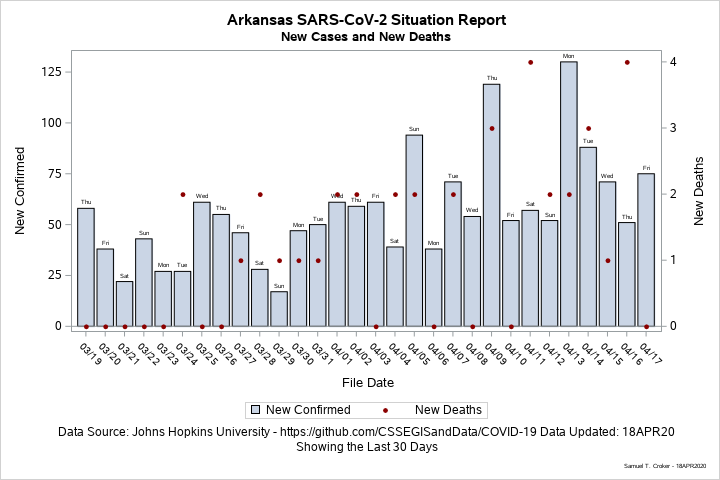 Arkansas SARS-CoV-2 Situation Report
New Cases and New Deaths
New Confirmed
125
100
75
50
25
0
Thu Fri Sat Sun Mon Tue Wed Thu Fri Sat Sun Mon Tue Wed Thu Fri Sat Sun Mon Tue Wed Thu Fri Sat Sun Mon Tue Wed Thu Fri
4
3
2
1
0
New Deaths
03/19 03/20 03/21 03/22 03/23 03/24 03/25 03/26 03/27 03/28 03/29 03/30 03/31 04/01 04/02 04/03 04/04 04/05 04/06 04/07 04/08 04/09 04/10 04/11 04/12 04/13 04/14 04/15 04/16 04/17
File Date
New Confirmed New Deaths
Data Source: Johns Hopkins University - https://github.com/CSSEGISandData/COVID-19 Data Updated: 18APR20
Showing the Last 30 Days
Samuel T. Croker - 18APR2020